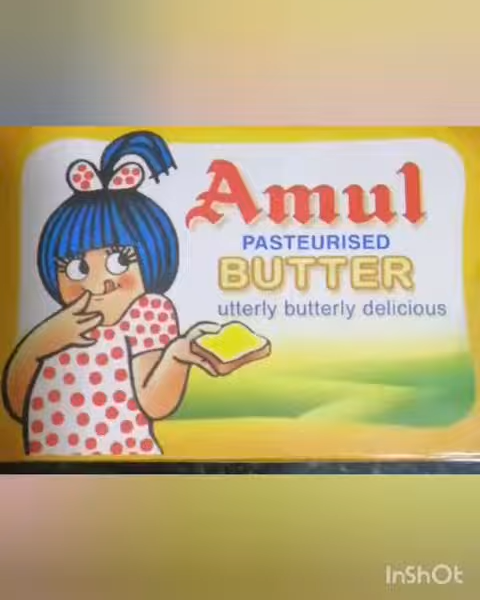 Amul
PASTEURISED
BUTTER
utterly butterly delicious
InShOt